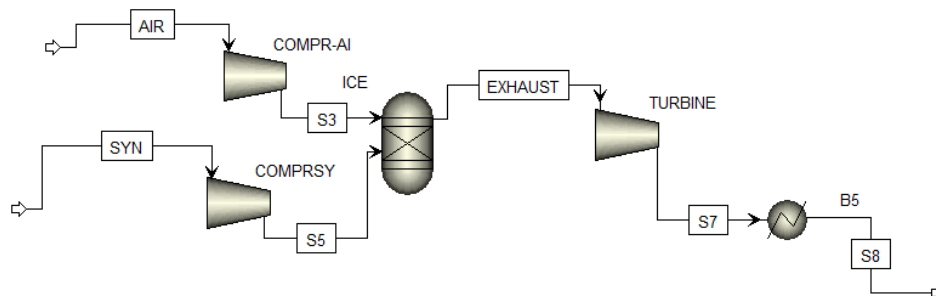 AIR
COMPR-AI
ICE
EXHAUST
TURBINE
S3
SYN
COMPRSY
S5
S7
B5
S8